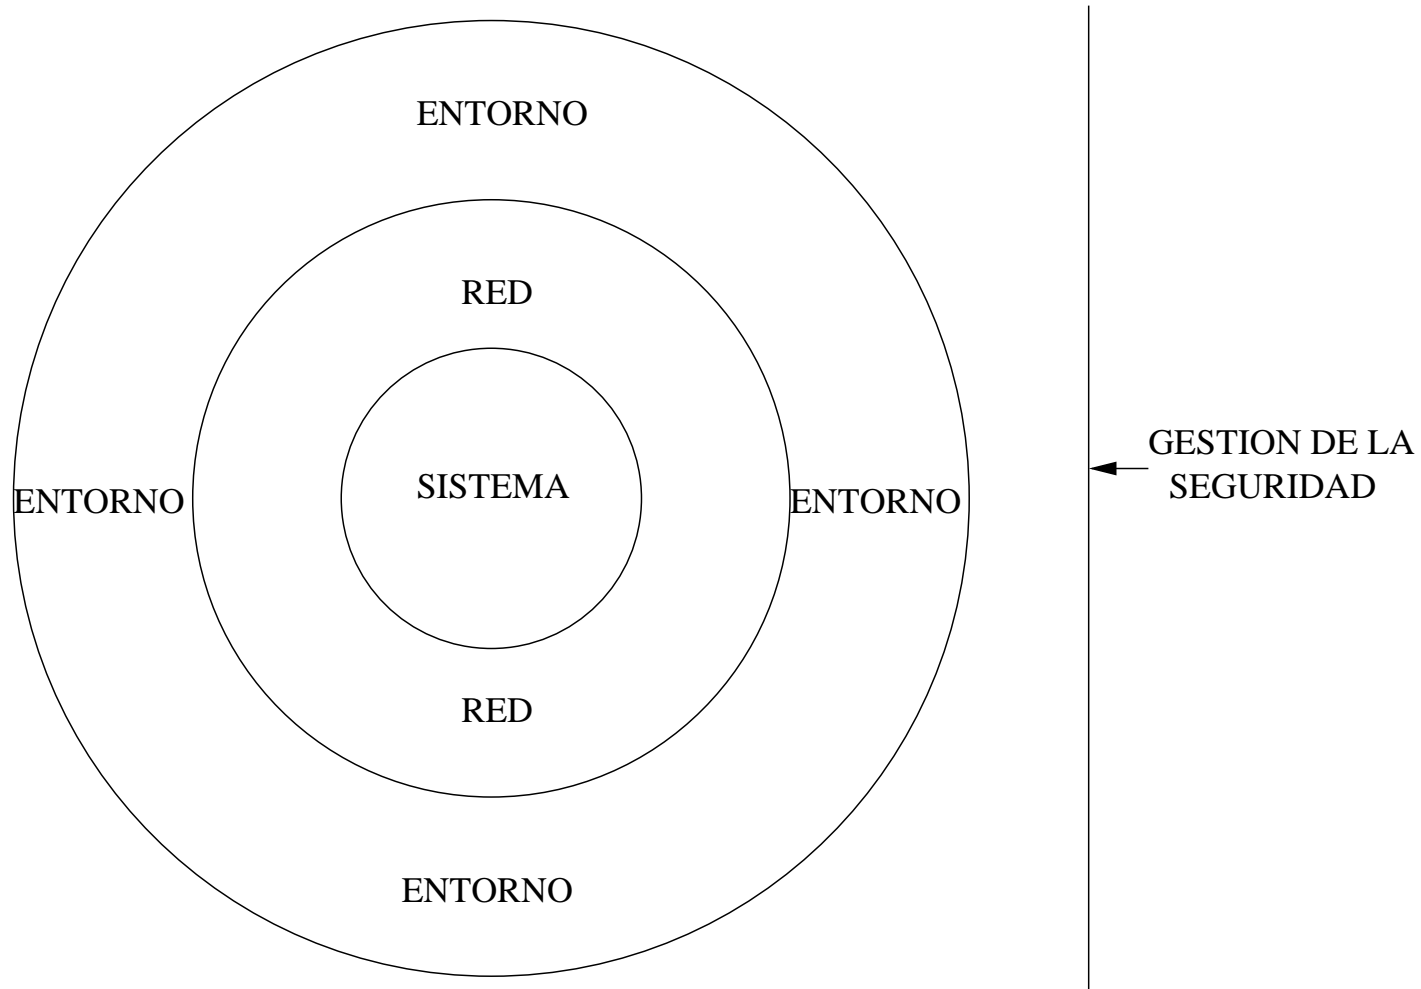 ENTORNO
RED
GESTION DE LA
SEGURIDAD
SISTEMA
ENTORNO
ENTORNO
RED
ENTORNO